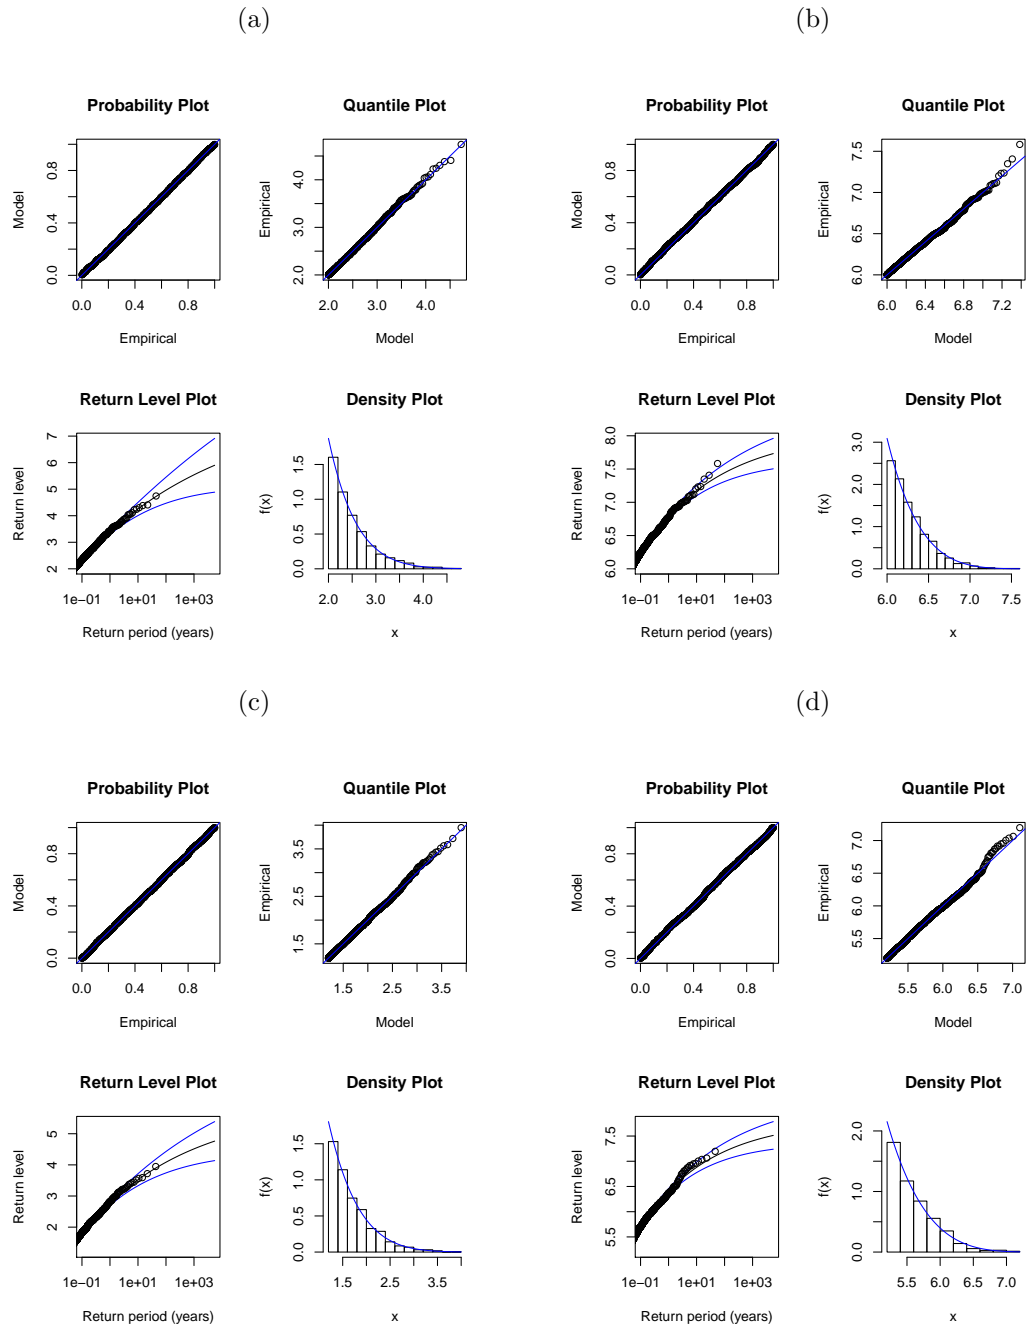 (a) (b)
Probability Plot Quantile Plot Probability Plot Quantile Plot
Model 0.0 0.4 0.8 Empirical 2.0 3.0 4.0 Model 0.0 0.4 0.8 Empirical 6.0 6.5 7.0 7.5
0.0 0.4 0.8 2.0 3.0 4.0 0.0 0.4 0.8 6.0 6.4 6.8 7.2
Empirical Model Empirical Model
Return Level Plot Density Plot Return Level Plot Density Plot
Return level 2 3 4 5 6 7 f(x) 0.0 0.5 1.0 1.5 Return level 6.0 6.5 7.0 7.5 8.0 f(x) 0.0 1.0 2.0 3.0
1e−01 1e+01 1e+03 2.0 3.0 4.0 1e−01 1e+01 1e+03 6.0 6.5 7.0 7.5
Return period (years) x Return period (years) x
(c) (d)
Probability Plot Quantile Plot Probability Plot Quantile Plot
Model 0.0 0.4 0.8 Empirical 1.5 2.5 3.5 Model 0.0 0.4 0.8 Empirical 5.5 6.0 6.5 7.0
0.0 0.4 0.8 1.5 2.5 3.5 0.0 0.4 0.8 5.5 6.0 6.5 7.0
Empirical Model Empirical Model
Return Level Plot Density Plot Return Level Plot Density Plot
Return level 2 3 4 5 f(x) 0.0 0.5 1.0 1.5 Return level 5.5 6.5 7.5 f(x) 0.0 1.0 2.0
1e−01 1e+01 1e+03 1.5 2.5 3.5 1e−01 1e+01 1e+03 5.5 6.0 6.5 7.0
Return period (years) x Return period (years) x